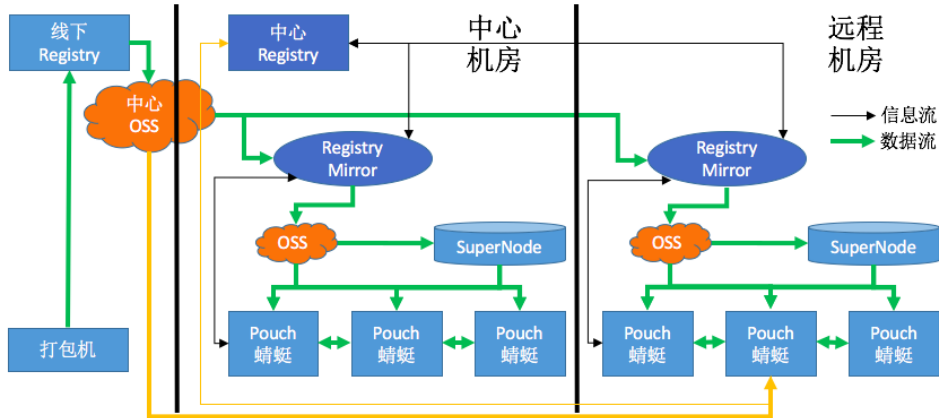 线下
Registry
中心
OSS
打包机
中心
Registry
中心
机房
Registry
Mirror
OSS
SuperNode
Pouch
蜻蜓
Pouch
蜻蜓
Pouch
蜻蜓
远程
机房
信息流
数据流
Registry
Mirror
OSS
SuperNode
Pouch
蜻蜓
Pouch
蜻蜓
Pouch
蜻蜓